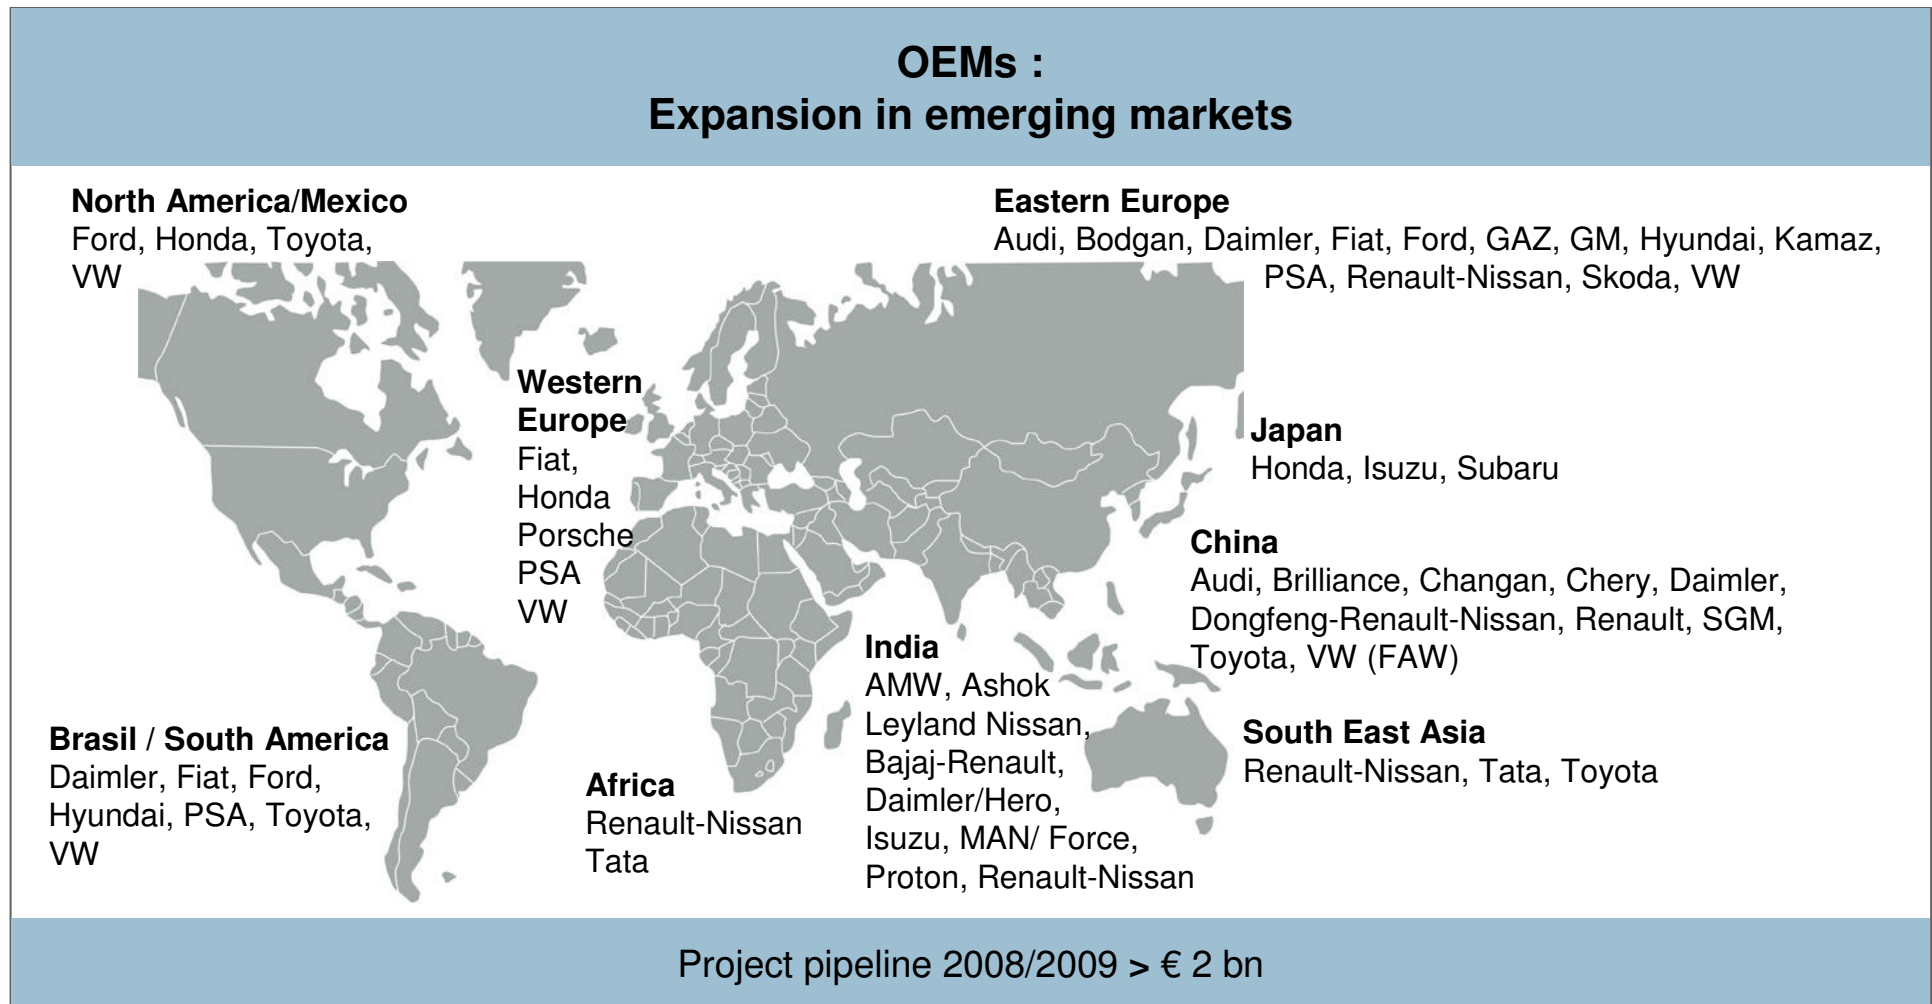 OEMs :
Expansion in emerging markets
North America/Mexico
Ford, Honda, Toyota,
VW
Eastern Europe
Audi, Bodgan, Daimler, Fiat, Ford, GAZ, GM, Hyundai, Kamaz,
PSA, Renault-Nissan, Skoda, VW
Western
Europe
Fiat,
Honda
Porsche
PSA
VW
Japan
Honda, Isuzu, Subaru
China
Audi, Brilliance, Changan, Chery, Daimler,
Dongfeng-Renault-Nissan, Renault, SGM,
Toyota, VW (FAW)
India
AMW, Ashok
Leyland Nissan,
Bajaj-Renault,
Daimler/Hero,
Isuzu, MAN/ Force,
Proton, Renault-Nissan
South East Asia
Renault-Nissan, Tata, Toyota
Brasil / South America
Daimler, Fiat, Ford,
Hyundai, PSA, Toyota,
VW
Africa
Renault-Nissan
Tata
Project pipeline 2008/2009 > € 2 bn